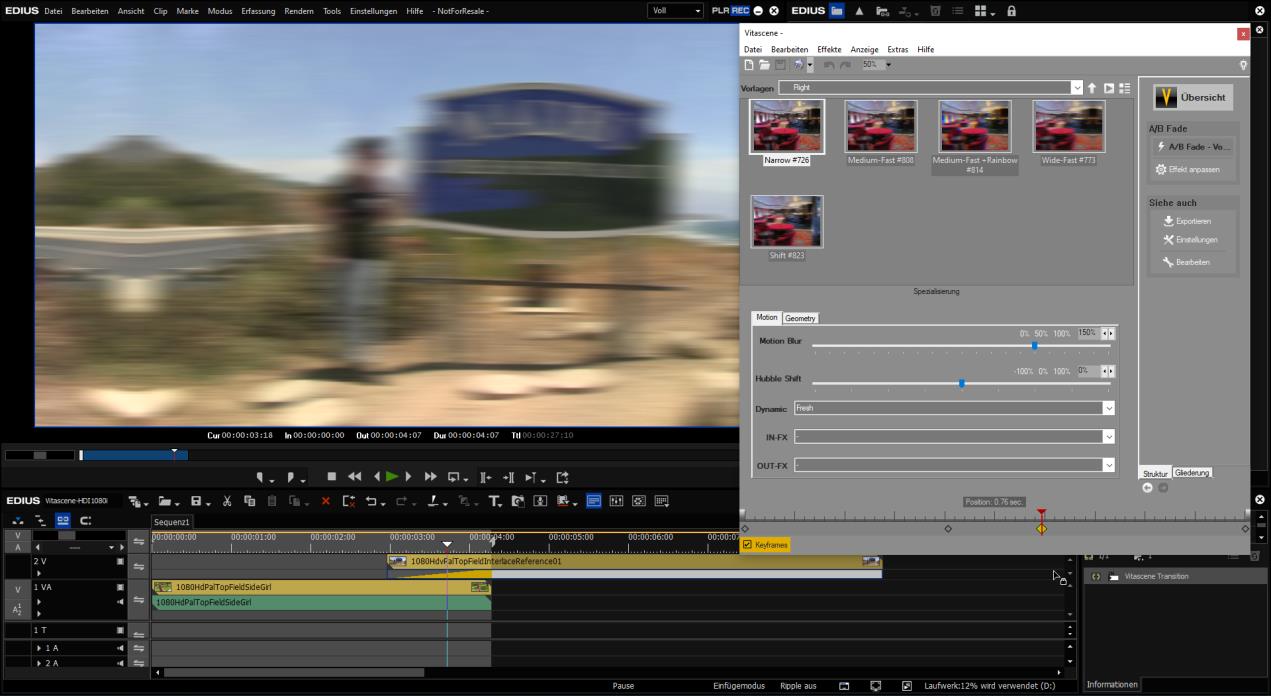 EDIUS Datei Bearbeiten Ansicht Clip Marke Modus Erfassung Rendern Tools Einstellungen Hilfe - NotForResale - Voll PLR REC EDIUS
Vitascene -
Datei Bearbeiten Effekte Anzeige Extras Hilfe
50%
Vorlagen Right
Narrow #726 Medium-Fast #808 Medium-Fast +Rainbow #814 Wide-Fast #773
Shift #823
Spezialisierung
Motion Geometry
Motion Blur 0% 50% 100% 150%
Hubble Shift -100% 0% 100% 0%
Dynamic Fresh
IN-FX -
OUT-FX -
Übersicht
A/B Fade
A/B Fade - Vo...
Effekt anpassen
Siehe auch
Exportieren
Einstellungen
Bearbeiten
Struktur Gliederung
Position: 0.76 sec.
Keyframes
Cur 00:00:03:18 In 00:00:00:00 Out 00:00:04:07 Dur 00:00:04:07 Ttl 00:00:27:10
EDIUS Vitascene-HD1080i
Sequenz1
V
A
00:00:00:00 00:00:01:00 00:00:02:00 00:00:03:00 00:00:04:00 00:00:05:00 00:00:06:00 00:00:07
2 V 1080HdvPalTopFieldInterlaceReference01
V 1 VA 1080HdPalTopFieldSideGirl
A 1 2 1080HdPalTopFieldSideGirl
1 T
1 A
2 A
1/1 1
Vitascene Transition
Informationen
Pause Einfügemodus Ripple aus Laufwerk:12% wird verwendet (D:)